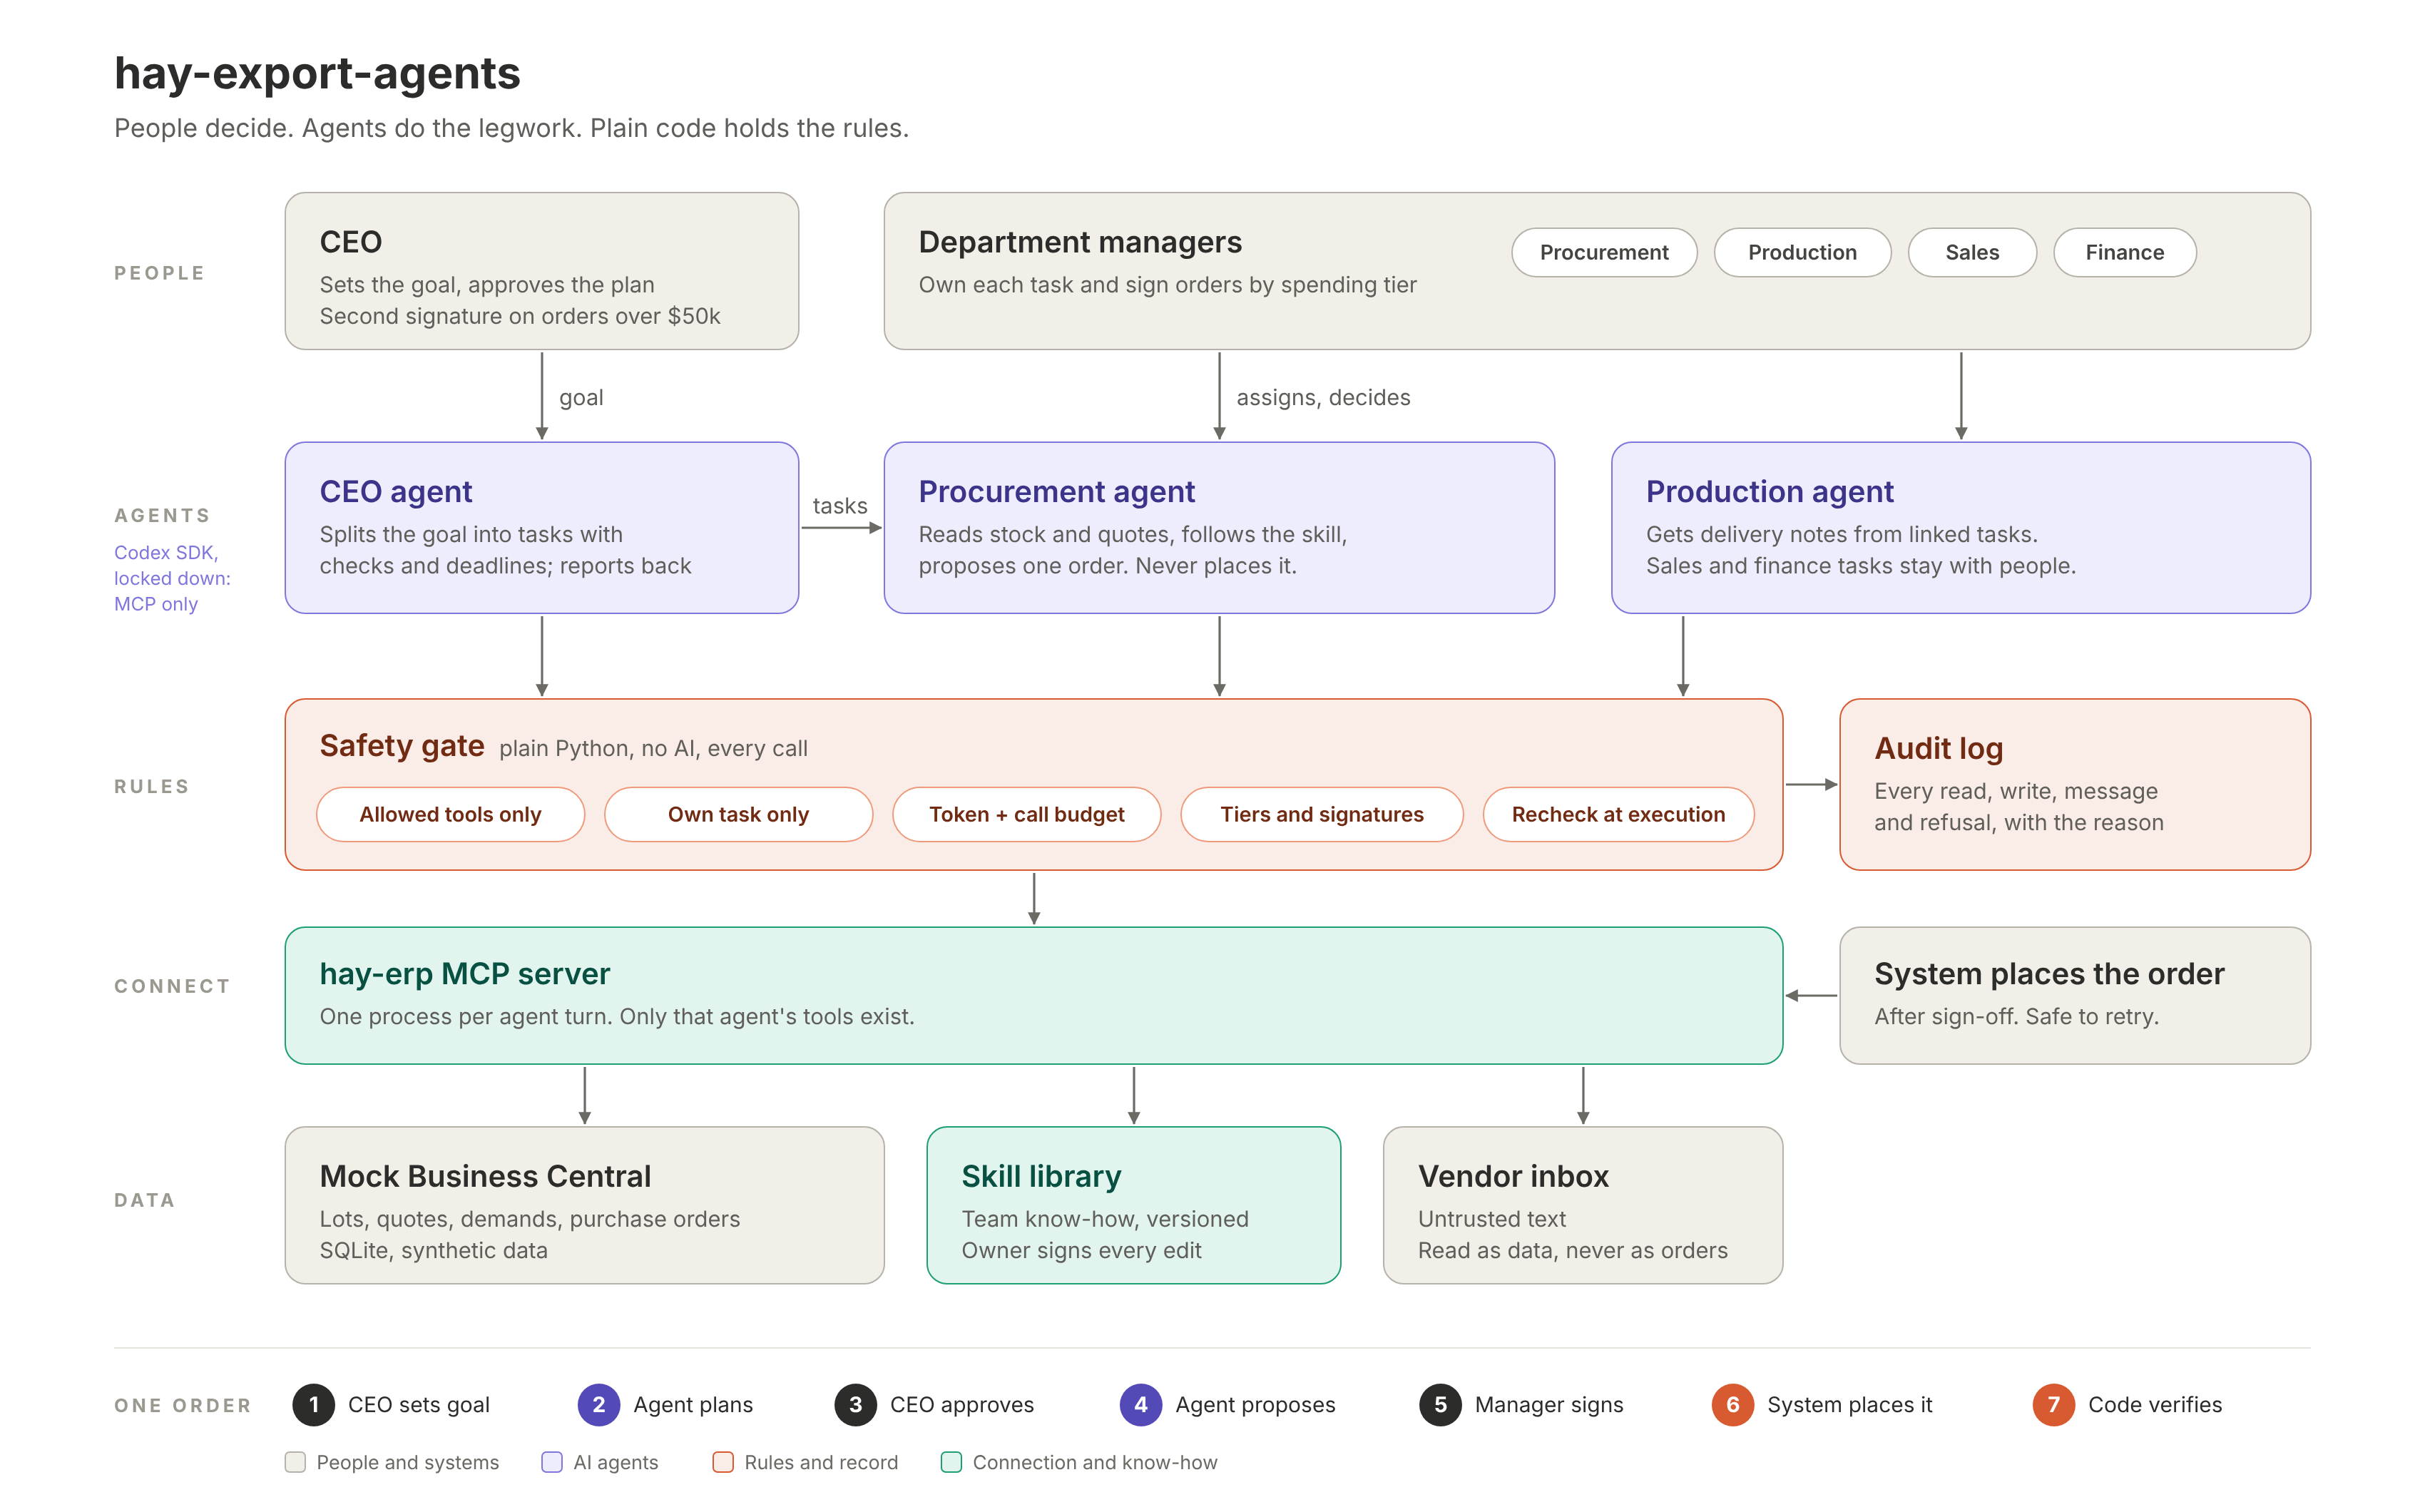 hay-export-agents
People decide. Agents do the legwork. Plain code holds the rules.
PEOPLE
CEO
Sets the goal, approves the plan
Second signature on orders over $50k
Department managers
Own each task and sign orders by spending tier
Procurement
Production
Sales
Finance
goal
assigns, decides
AGENTS
Codex SDK,
locked down:
MCP only
CEO agent
Splits the goal into tasks with
checks and deadlines; reports back
tasks
Procurement agent
Reads stock and quotes, follows the skill,
proposes one order. Never places it.
Production agent
Gets delivery notes from linked tasks.
Sales and finance tasks stay with people.
RULES
Safety gate plain Python, no AI, every call
Allowed tools only
Own task only
Token + call budget
Tiers and signatures
Recheck at execution
Audit log
Every read, write, message
and refusal, with the reason
CONNECT
hay-erp MCP server
One process per agent turn. Only that agent's tools exist.
System places the order
After sign-off. Safe to retry.
DATA
Mock Business Central
Lots, quotes, demands, purchase orders
SQLite, synthetic data
Skill library
Team know-how, versioned
Owner signs every edit
Vendor inbox
Untrusted text
Read as data, never as orders
ONE ORDER
1 CEO sets goal
2 Agent plans
3 CEO approves
4 Agent proposes
5 Manager signs
6 System places it
7 Code verifies
People and systems
AI agents
Rules and record
Connection and know-how